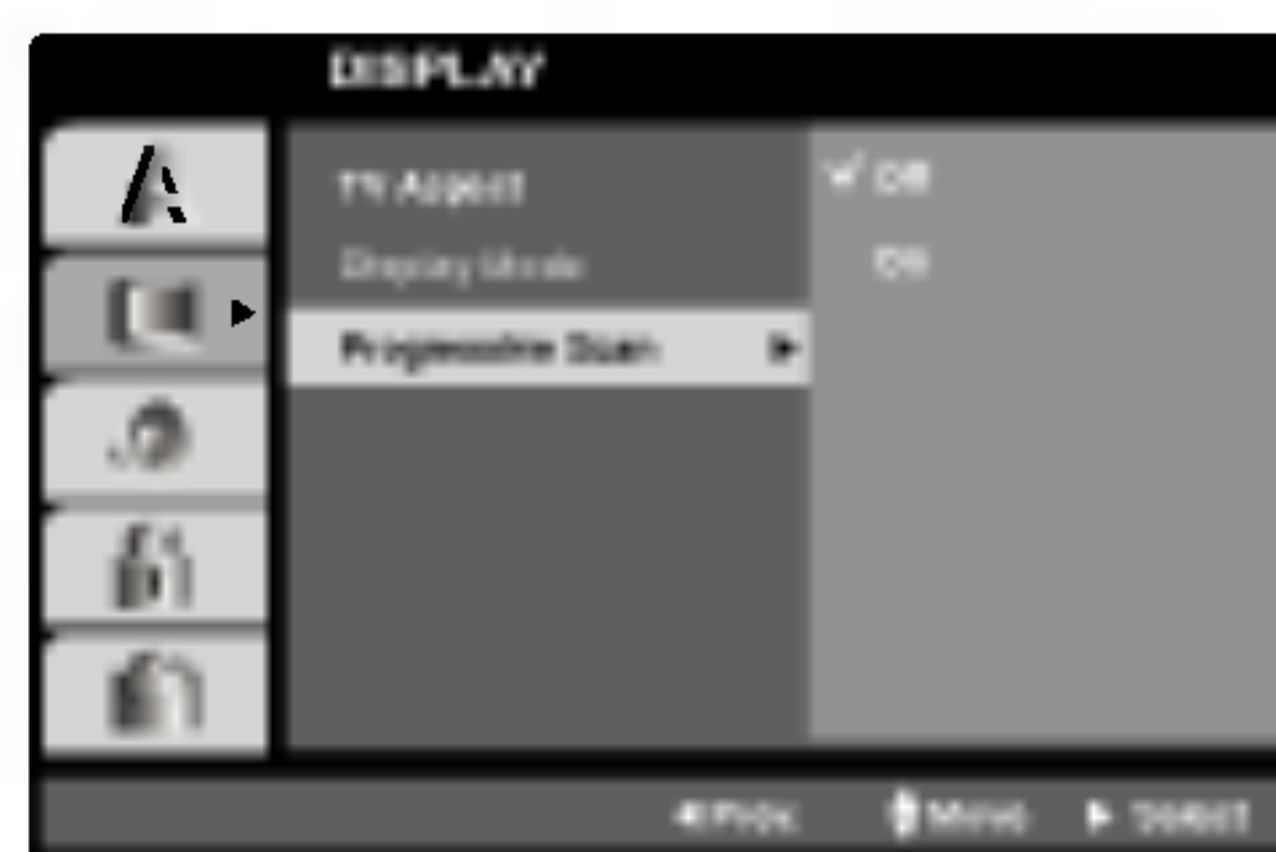 DISPLAY
TV Aspect
Display Mode
Progressive Scan
Off
On
Prev.
Move
Select